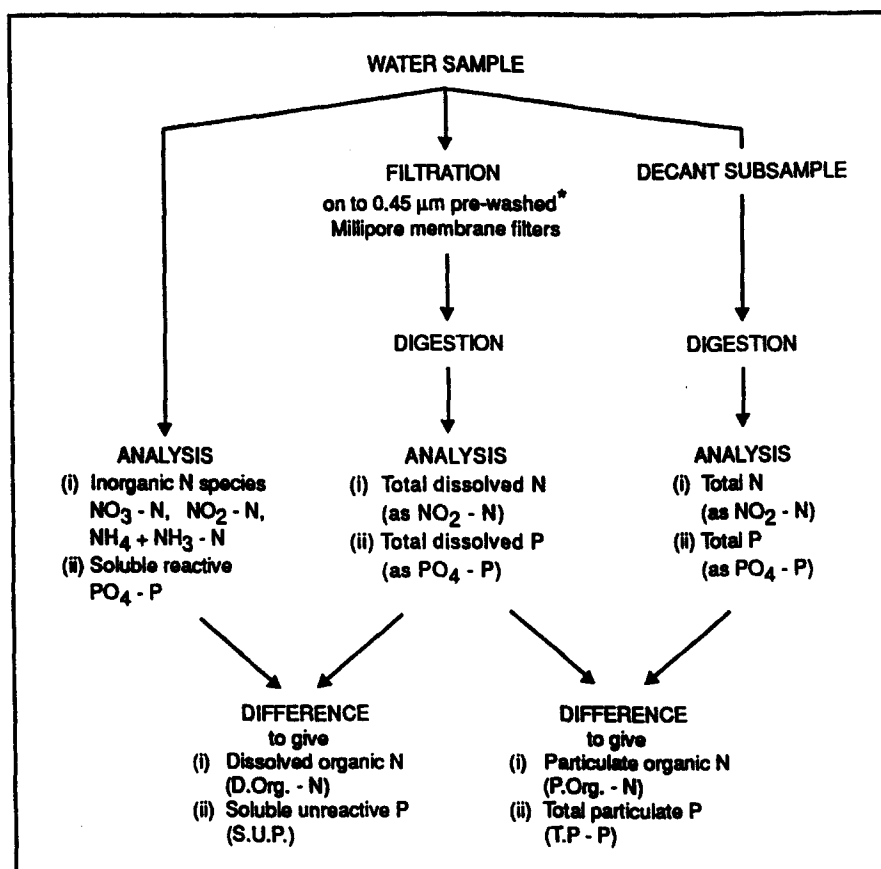 WATER SAMPLE
FILTRATION
on to 0.45 µm pre-washed*
Millipore membrane filters
DECANT SUBSAMPLE
DIGESTION
DIGESTION
ANALYSIS
(i) Inorganic N species
NO3 - N, NO2 - N,
NH4 + NH3 - N
(ii) Soluble reactive
PO4 - P
ANALYSIS
(i) Total dissolved N
(as NO2 - N)
(ii) Total dissolved P
(as PO4 - P)
ANALYSIS
(i) Total N
(as NO2 - N)
(ii) Total P
(as PO4 - P)
DIFFERENCE
to give
(i) Dissolved organic N
(D.Org. - N)
(ii) Soluble unreactive P
(S.U.P.)
DIFFERENCE
to give
(i) Particulate organic N
(P.Org. - N)
(ii) Total particulate P
(T.P - P)